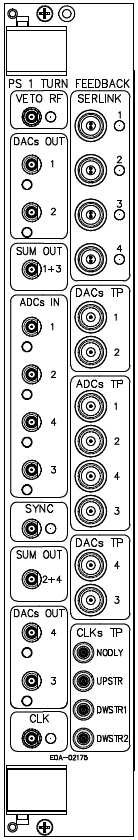 PS 1 TURN FEEDBACK
VETO RF
DACs OUT
1
2
SUM OUT
1+3
ADCs IN
1
2
4
3
SYNC
SUM OUT
2+4
DACs OUT
4
3
CLK
SERLINK
1
2
3
4
DACs TP
1
2
ADCs TP
1
2
4
3
DACs TP
4
3
CLKs TP
NODLY
UPSTR
DWSTR1
DWSTR2
EDA-02175